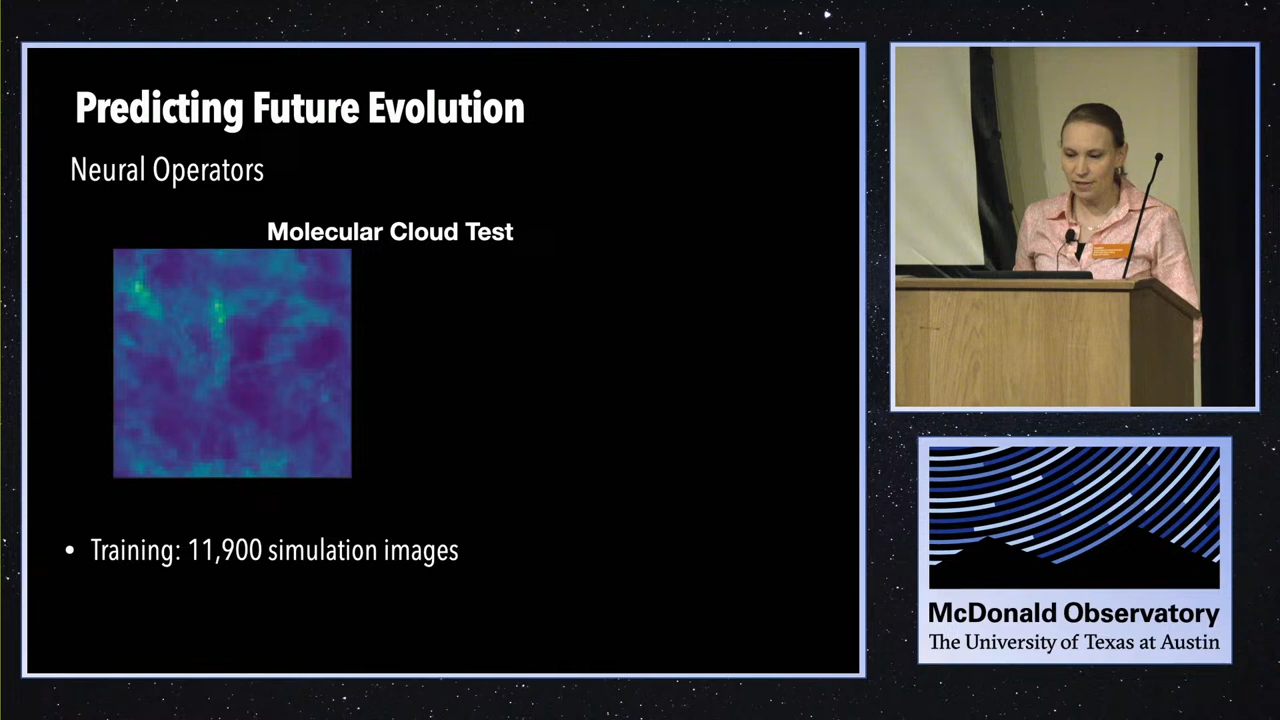 Predicting Future Evolution
Neural Operators
Molecular Cloud Test
• Training: 11,900 simulation images
McDonald Observatory
The University of Texas at Austin